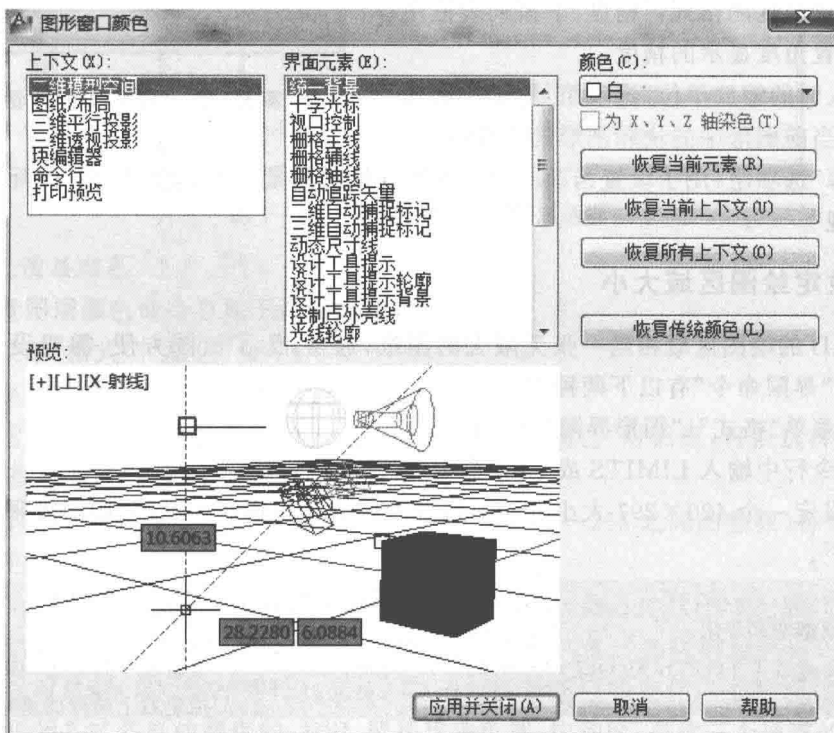 图形窗口颜色
上下文(X):
二维模型空间
图纸/布局
三维平行投影
三维透视投影
块编辑器
命令行
打印预览
界面元素(E):
统一背景
十字光标
视口控制
栅格主线
栅格辅线
栅格轴线
自动追踪矢量
二维自动捕捉标记
三维自动捕捉标记
动态尺寸线
设计工具提示
设计工具提示轮廓
设计工具提示背景
控制点外壳线
光线轮廓
颜色(C):
白
为 X、Y、Z 轴染色(T)
恢复当前元素(R)
恢复当前上下文(U)
恢复所有上下文(O)
恢复传统颜色(L)
预览:
[+][上][X-射线]
10.6063
28.2280 6.0884
应用并关闭(A) 取消 帮助